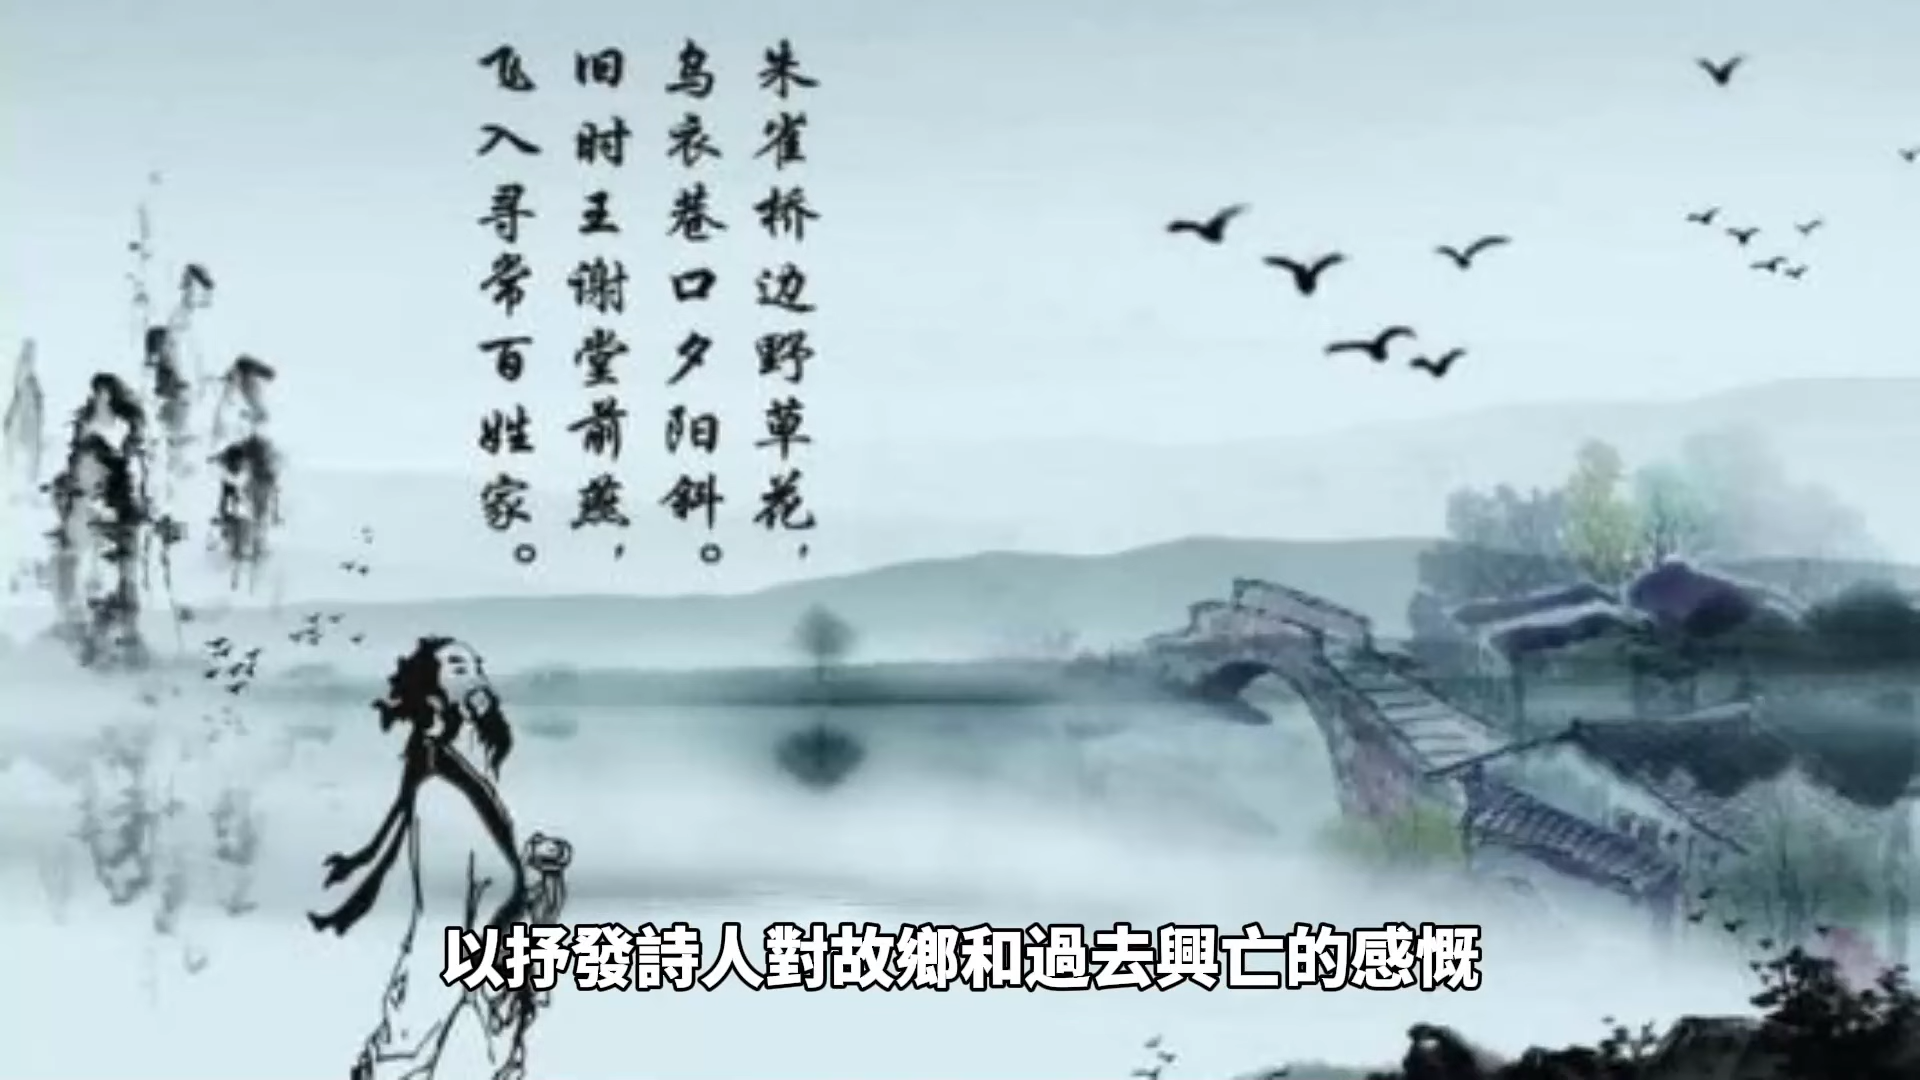 朱雀桥边野草花，
乌衣巷口夕阳斜。
旧时王谢堂前燕，
飞入寻常百姓家。
以抒發詩人對故鄉和過去興亡的感慨